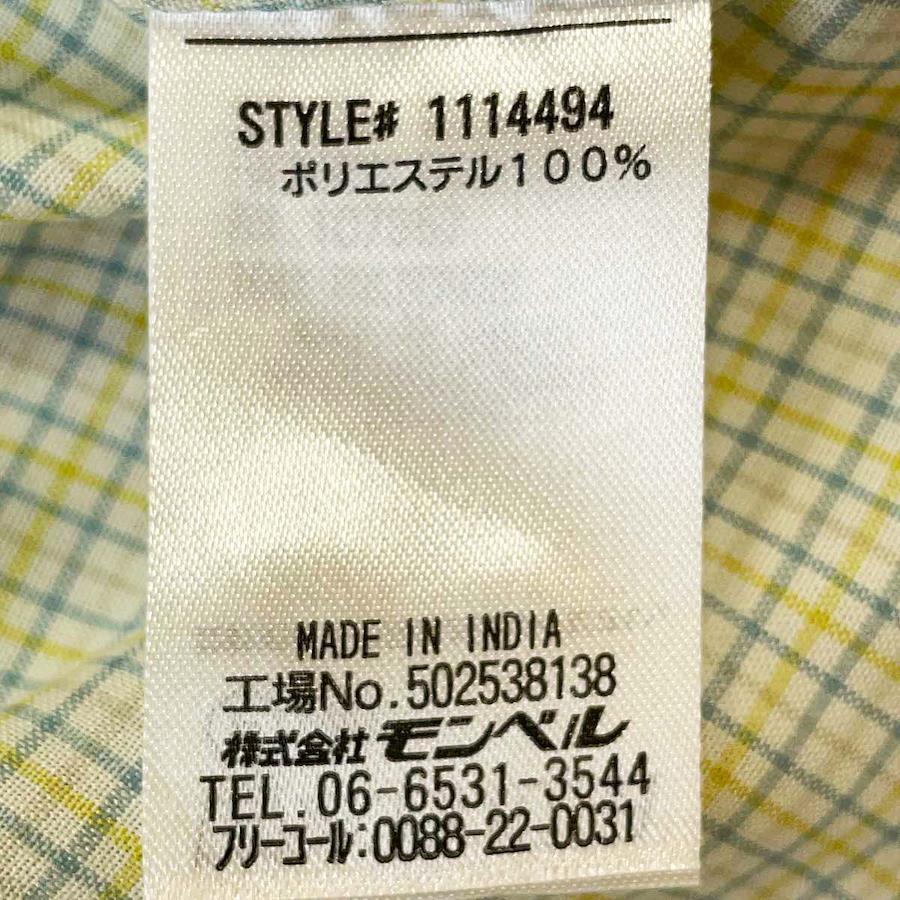 STYLE# 1114494
ポリエステル100%
MADE IN INDIA
工場No.502538138
株式会社モンベル
TEL.06-6531-3544
フリーコール:0088-22-0031